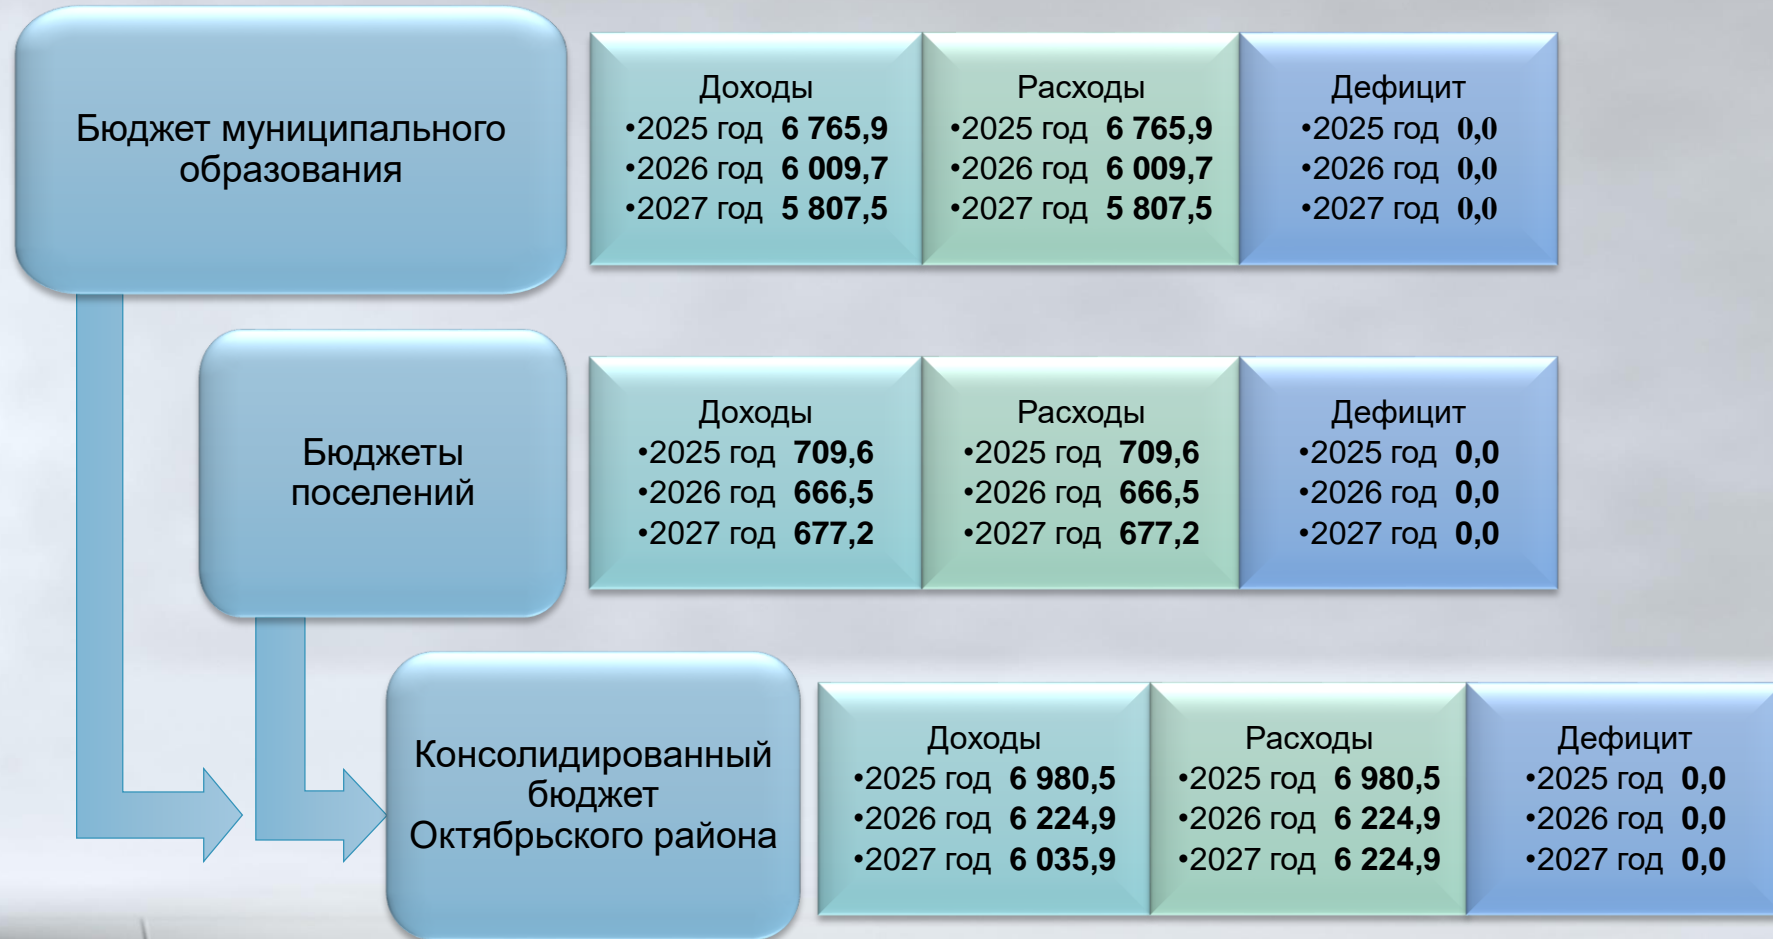 Бюджет муниципального
образования
Доходы
•2025 год 6 765,9
•2026 год 6 009,7
•2027 год 5 807,5
Расходы
•2025 год 6 765,9
•2026 год 6 009,7
•2027 год 5 807,5
Дефицит
•2025 год 0,0
•2026 год 0,0
•2027 год 0,0
Бюджеты
поселений
Доходы
•2025 год 709,6
•2026 год 666,5
•2027 год 677,2
Расходы
•2025 год 709,6
•2026 год 666,5
•2027 год 677,2
Дефицит
•2025 год 0,0
•2026 год 0,0
•2027 год 0,0
Консолидированный
бюджет
Октябрьского района
Доходы
•2025 год 6 980,5
•2026 год 6 224,9
•2027 год 6 035,9
Расходы
•2025 год 6 980,5
•2026 год 6 224,9
•2027 год 6 224,9
Дефицит
•2025 год 0,0
•2026 год 0,0
•2027 год 0,0